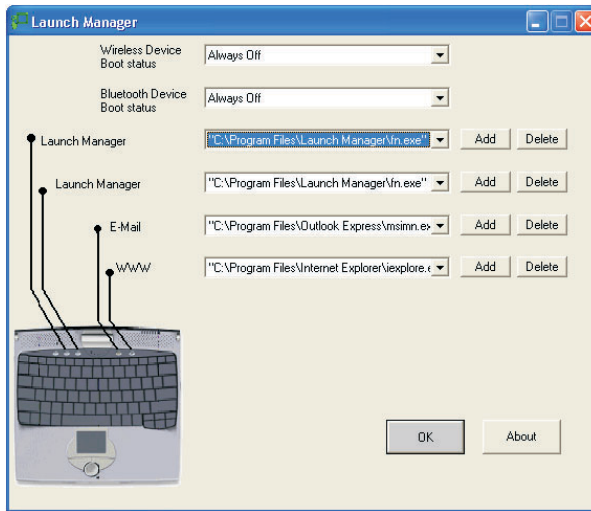 Launch Manager
Wireless Device
Boot status
Always Off
Bluetooth Device
Boot status
Always Off
Launch Manager
"C:\Program Files\Launch Manager\fn.exe"
Add
Delete
Launch Manager
"C:\Program Files\Launch Manager\fn.exe"
Add
Delete
E-Mail
"C:\Program Files\Outlook Express\msimn.ex
Add
Delete
WWW
"C:\Program Files\Internet Explorer\iexplore.e
Add
Delete
OK
About